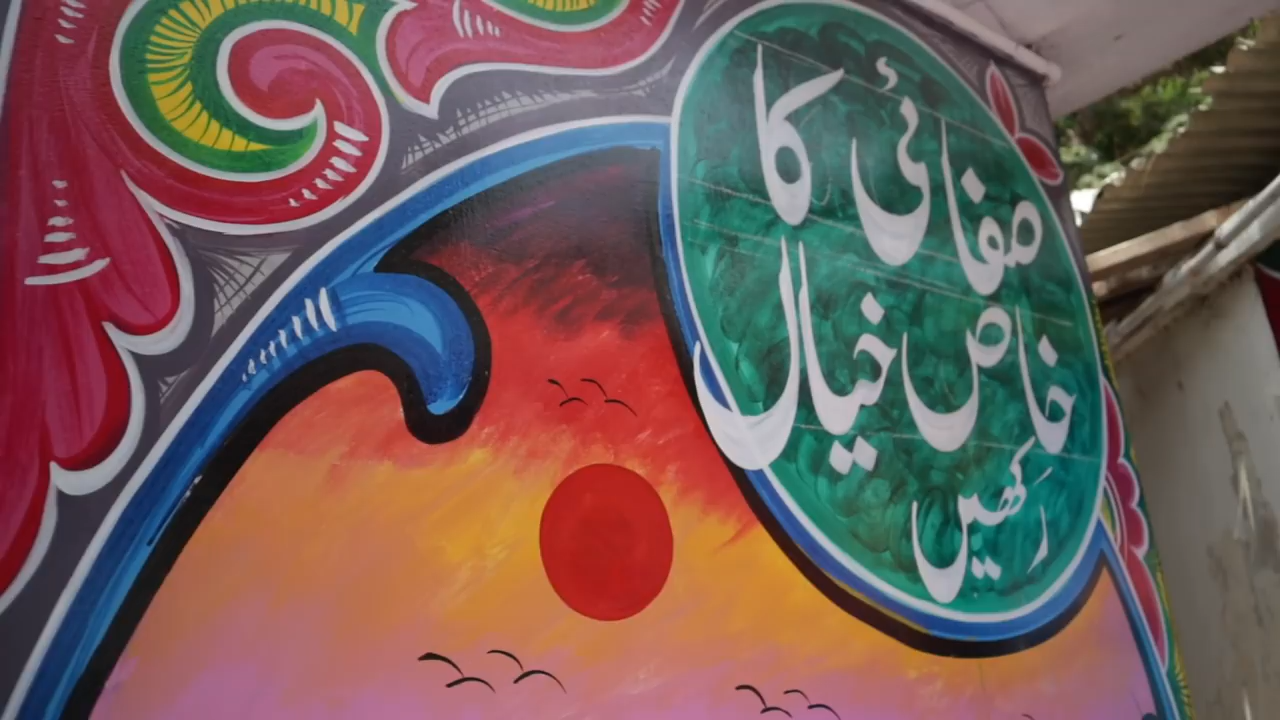 صفائی کا
خاص خیال
رکھیں